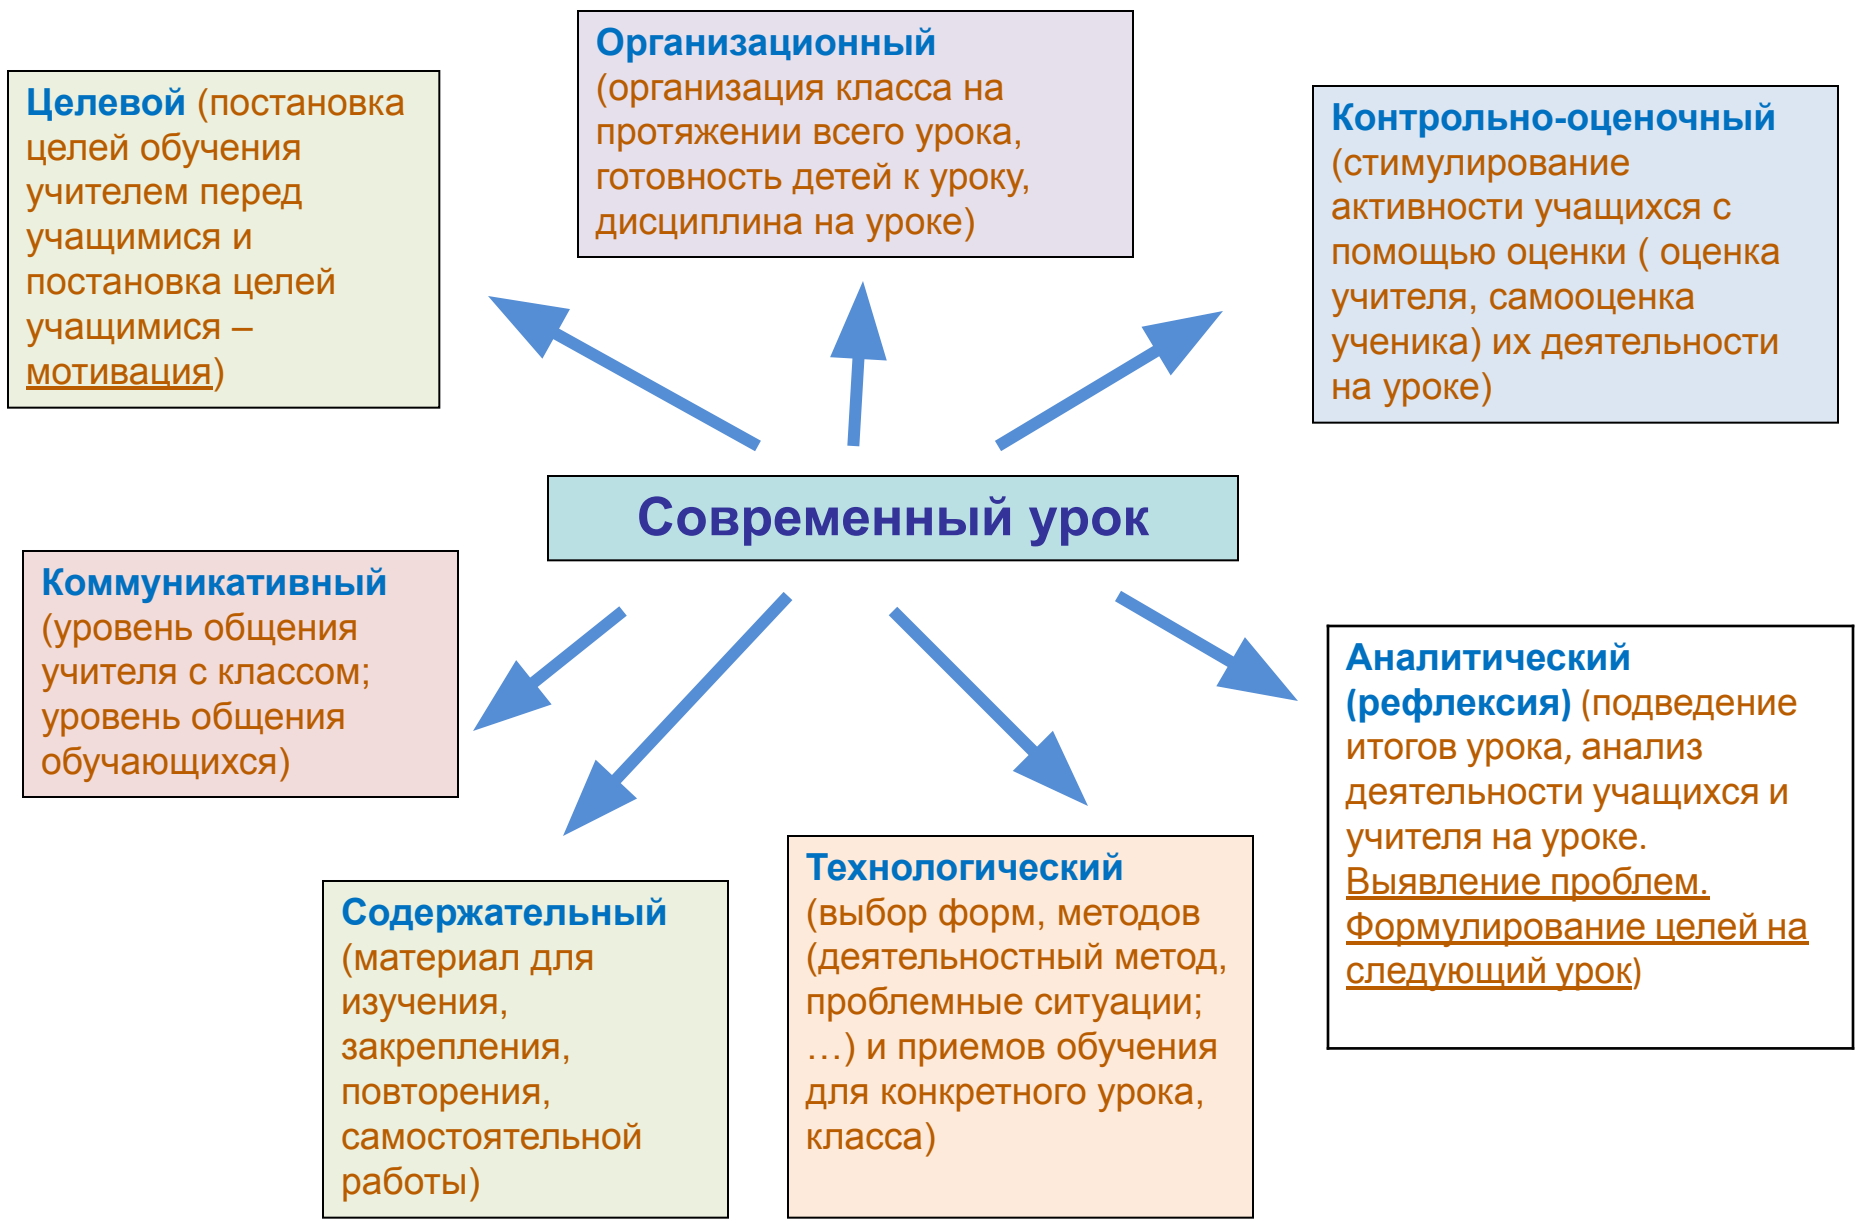 Организационный
(организация класса на
протяжении всего урока,
готовность детей к уроку,
дисциплина на уроке)
Целевой (постановка
целей обучения
учителем перед
учащимися и
постановка целей
учащимися –
мотивация)
Контрольно-оценочный
(стимулирование
активности учащихся с
помощью оценки ( оценка
учителя, самооценка
ученика) их деятельности
на уроке)
Современный урок
Коммуникативный
(уровень общения
учителя с классом;
уровень общения
обучающихся)
Аналитический
(рефлексия) (подведение
итогов урока, анализ
деятельности учащихся и
учителя на уроке.
Выявление проблем.
Формулирование целей на
следующий урок)
Содержательный
(материал для
изучения,
закрепления,
повторения,
самостоятельной
работы)
Технологический
(выбор форм, методов
(деятельностный метод,
проблемные ситуации;
…) и приемов обучения
для конкретного урока,
класса)